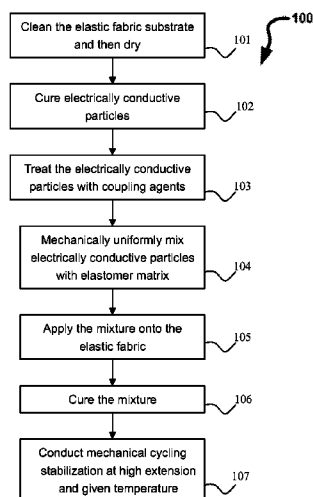 100
Clean the elastic fabric substrate
and then dry
101
Cure electrically conductive
particles
102
Treat the electrically conductive
particles with coupling agents
103
Mechanically uniformly mix
electrically conductive particles
with elastomer matrix
104
Apply the mixture onto the
elastic fabric
105
Cure the mixture
106
Conduct mechanical cycling
stabilization at high extension
and given temperature
107